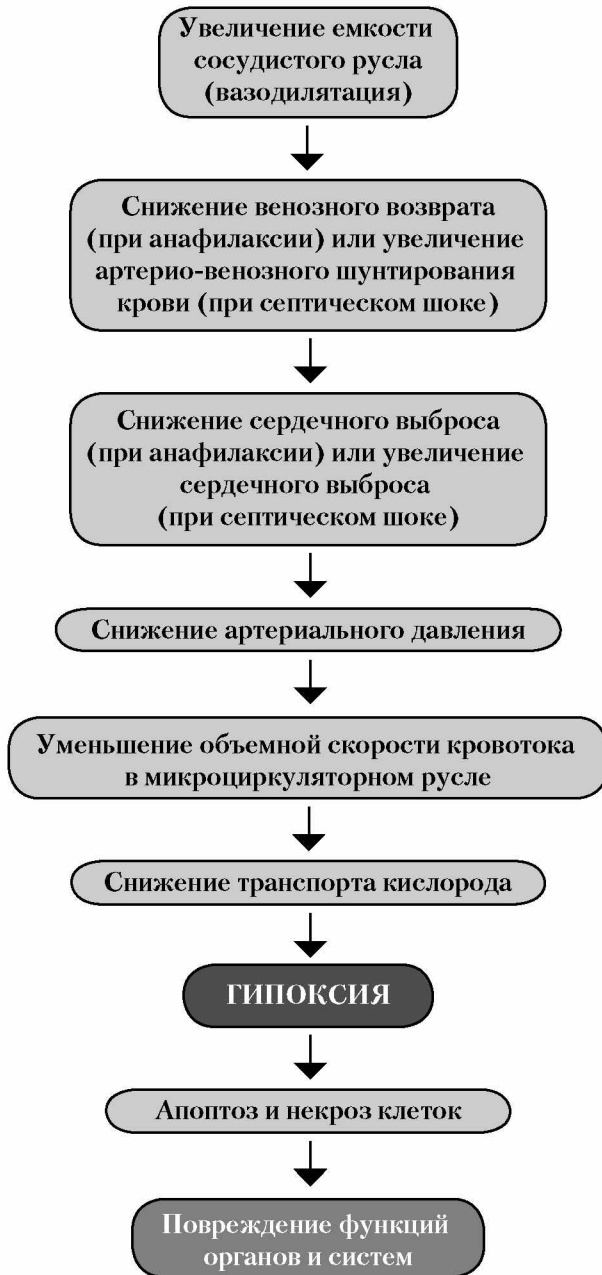 Увеличение емкости
сосудистого русла
(вазодилятация)
Снижение венозного возврата
(при анафилаксии) или увеличение
артерио-венозного шунтирования
крови (при септическом шоке)
Снижение сердечного выброса
(при анафилаксии) или увеличение
сердечного выброса
(при септическом шоке)
Снижение артериального давления
Уменьшение объемной скорости кровотока
в микроциркуляторном русле
Снижение транспорта кислорода
ГИПОКСИЯ
Апоптоз и некроз клеток
Повреждение функций
органов и систем